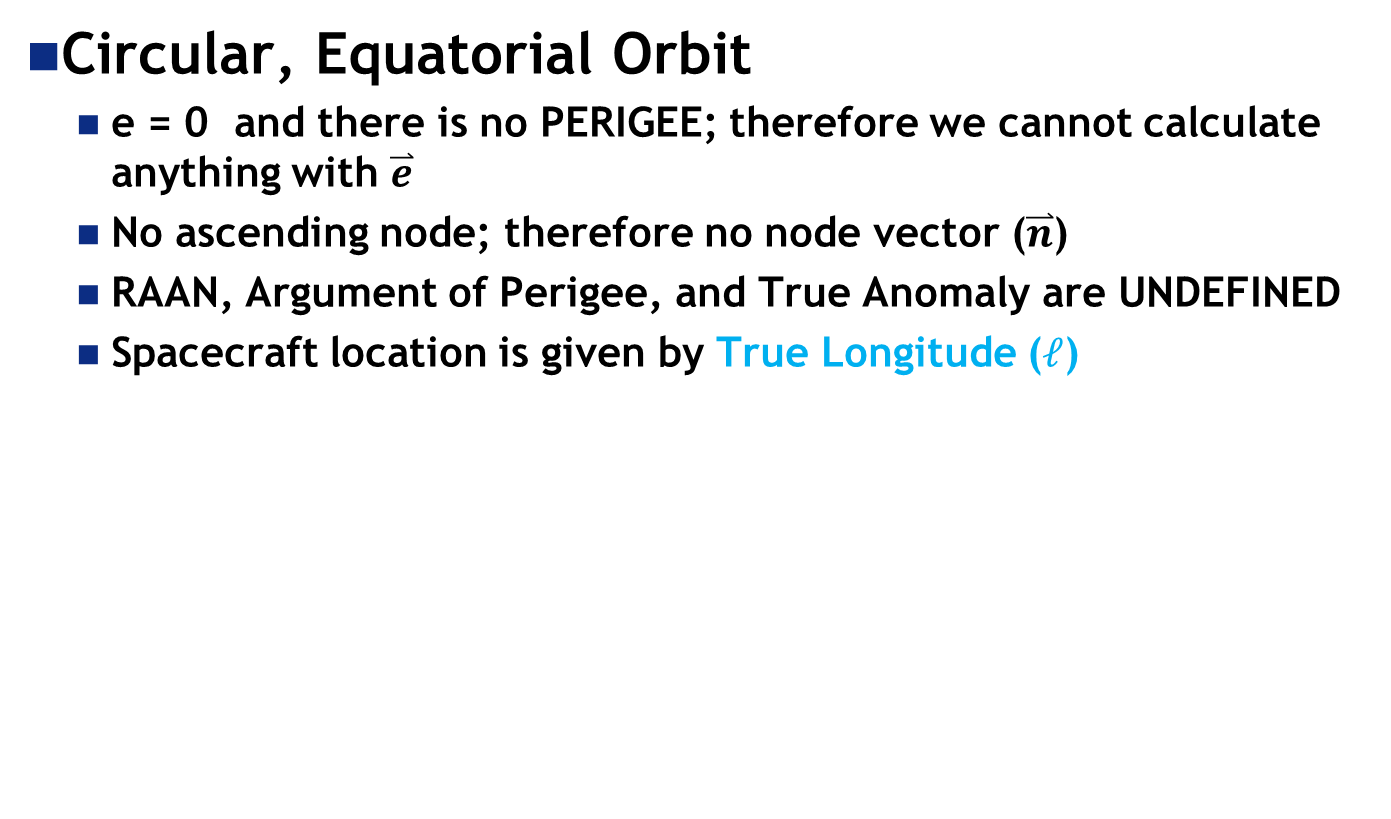 Circular, Equatorial Orbit
e = 0 and there is no PERIGEE; therefore we cannot calculate
anything with e⃗
No ascending node; therefore no node vector (n⃗)
RAAN, Argument of Perigee, and True Anomaly are UNDEFINED
Spacecraft location is given by True Longitude (ℓ)